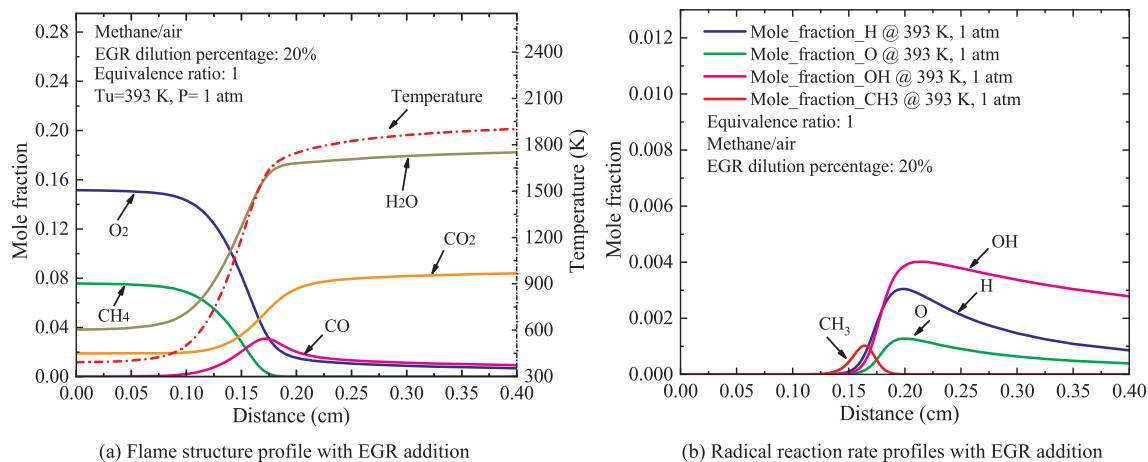 Methane/air
EGR dilution percentage: 20%
Equivalence ratio: 1
Tu=393 K, P= 1 atm
Temperature
H2O
O2
CO2
CH4
CO
0.28
0.24
0.20
0.16
0.12
0.08
0.04
0.00
Mole fraction
2400
2100
1800
1500
1200
900
600
300
Temperature (K)
0.00 0.05 0.10 0.15 0.20 0.25 0.30 0.35 0.40
Distance (cm)
(a) Flame structure profile with EGR addition
Mole_fraction_H @ 393 K, 1 atm
Mole_fraction_O @ 393 K, 1 atm
Mole_fraction_OH @ 393 K, 1 atm
Mole_fraction_CH3 @ 393 K, 1 atm
Equivalence ratio: 1
Methane/air
EGR dilution percentage: 20%
OH
H
O
CH3
0.012
0.010
0.008
0.006
0.004
0.002
0.000
Mole fraction
0.00 0.05 0.10 0.15 0.20 0.25 0.30 0.35 0.40
Distance (cm)
(b) Radical reaction rate profiles with EGR addition